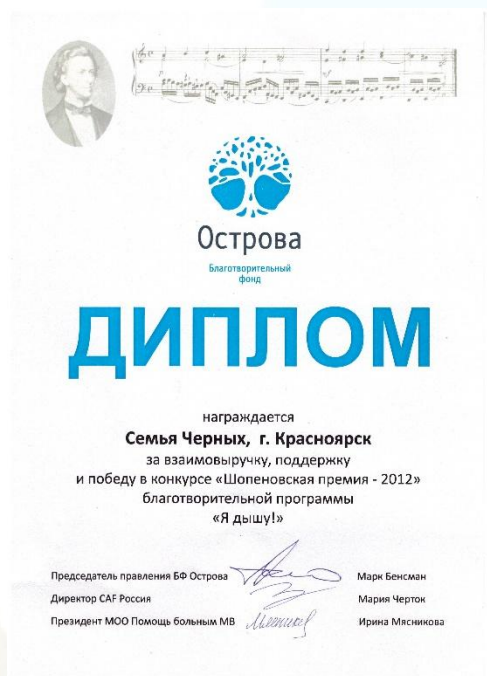 Острова
Благотворительный
фонд
ДИПЛОМ
награждается
Семья Черных, г. Красноярск
за взаимовыручку, поддержку
и победу в конкурсе «Шопеновская премия - 2012»
благотворительной программы
«Я дышу!»
Председатель правления БФ Острова Марк Бенсман
Директор CAF Россия Мария Черток
Президент МОО Помощь больным МВ Ирина Мясникова